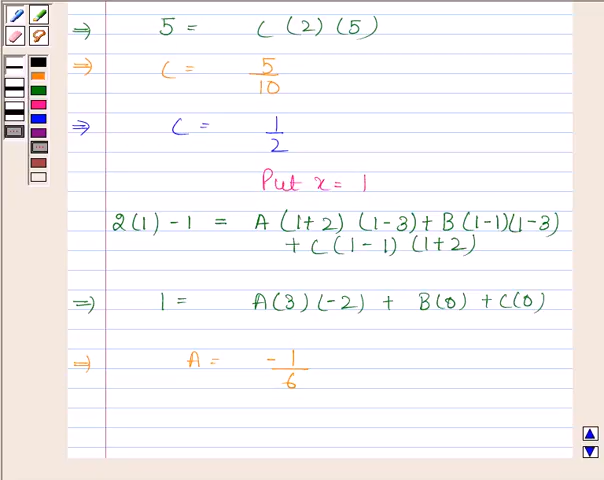 ⇒ 5 = C (2) (5)
⇒ C = 5/10
⇒ C = 1/2
Put x = 1
2(1) - 1 = A (1+2) (1-3) + B (1-1)(1-3)
+ C (1-1) (1+2)
⇒ 1 = A(3)(-2) + B(0) + C(0)
⇒ A = -1/6